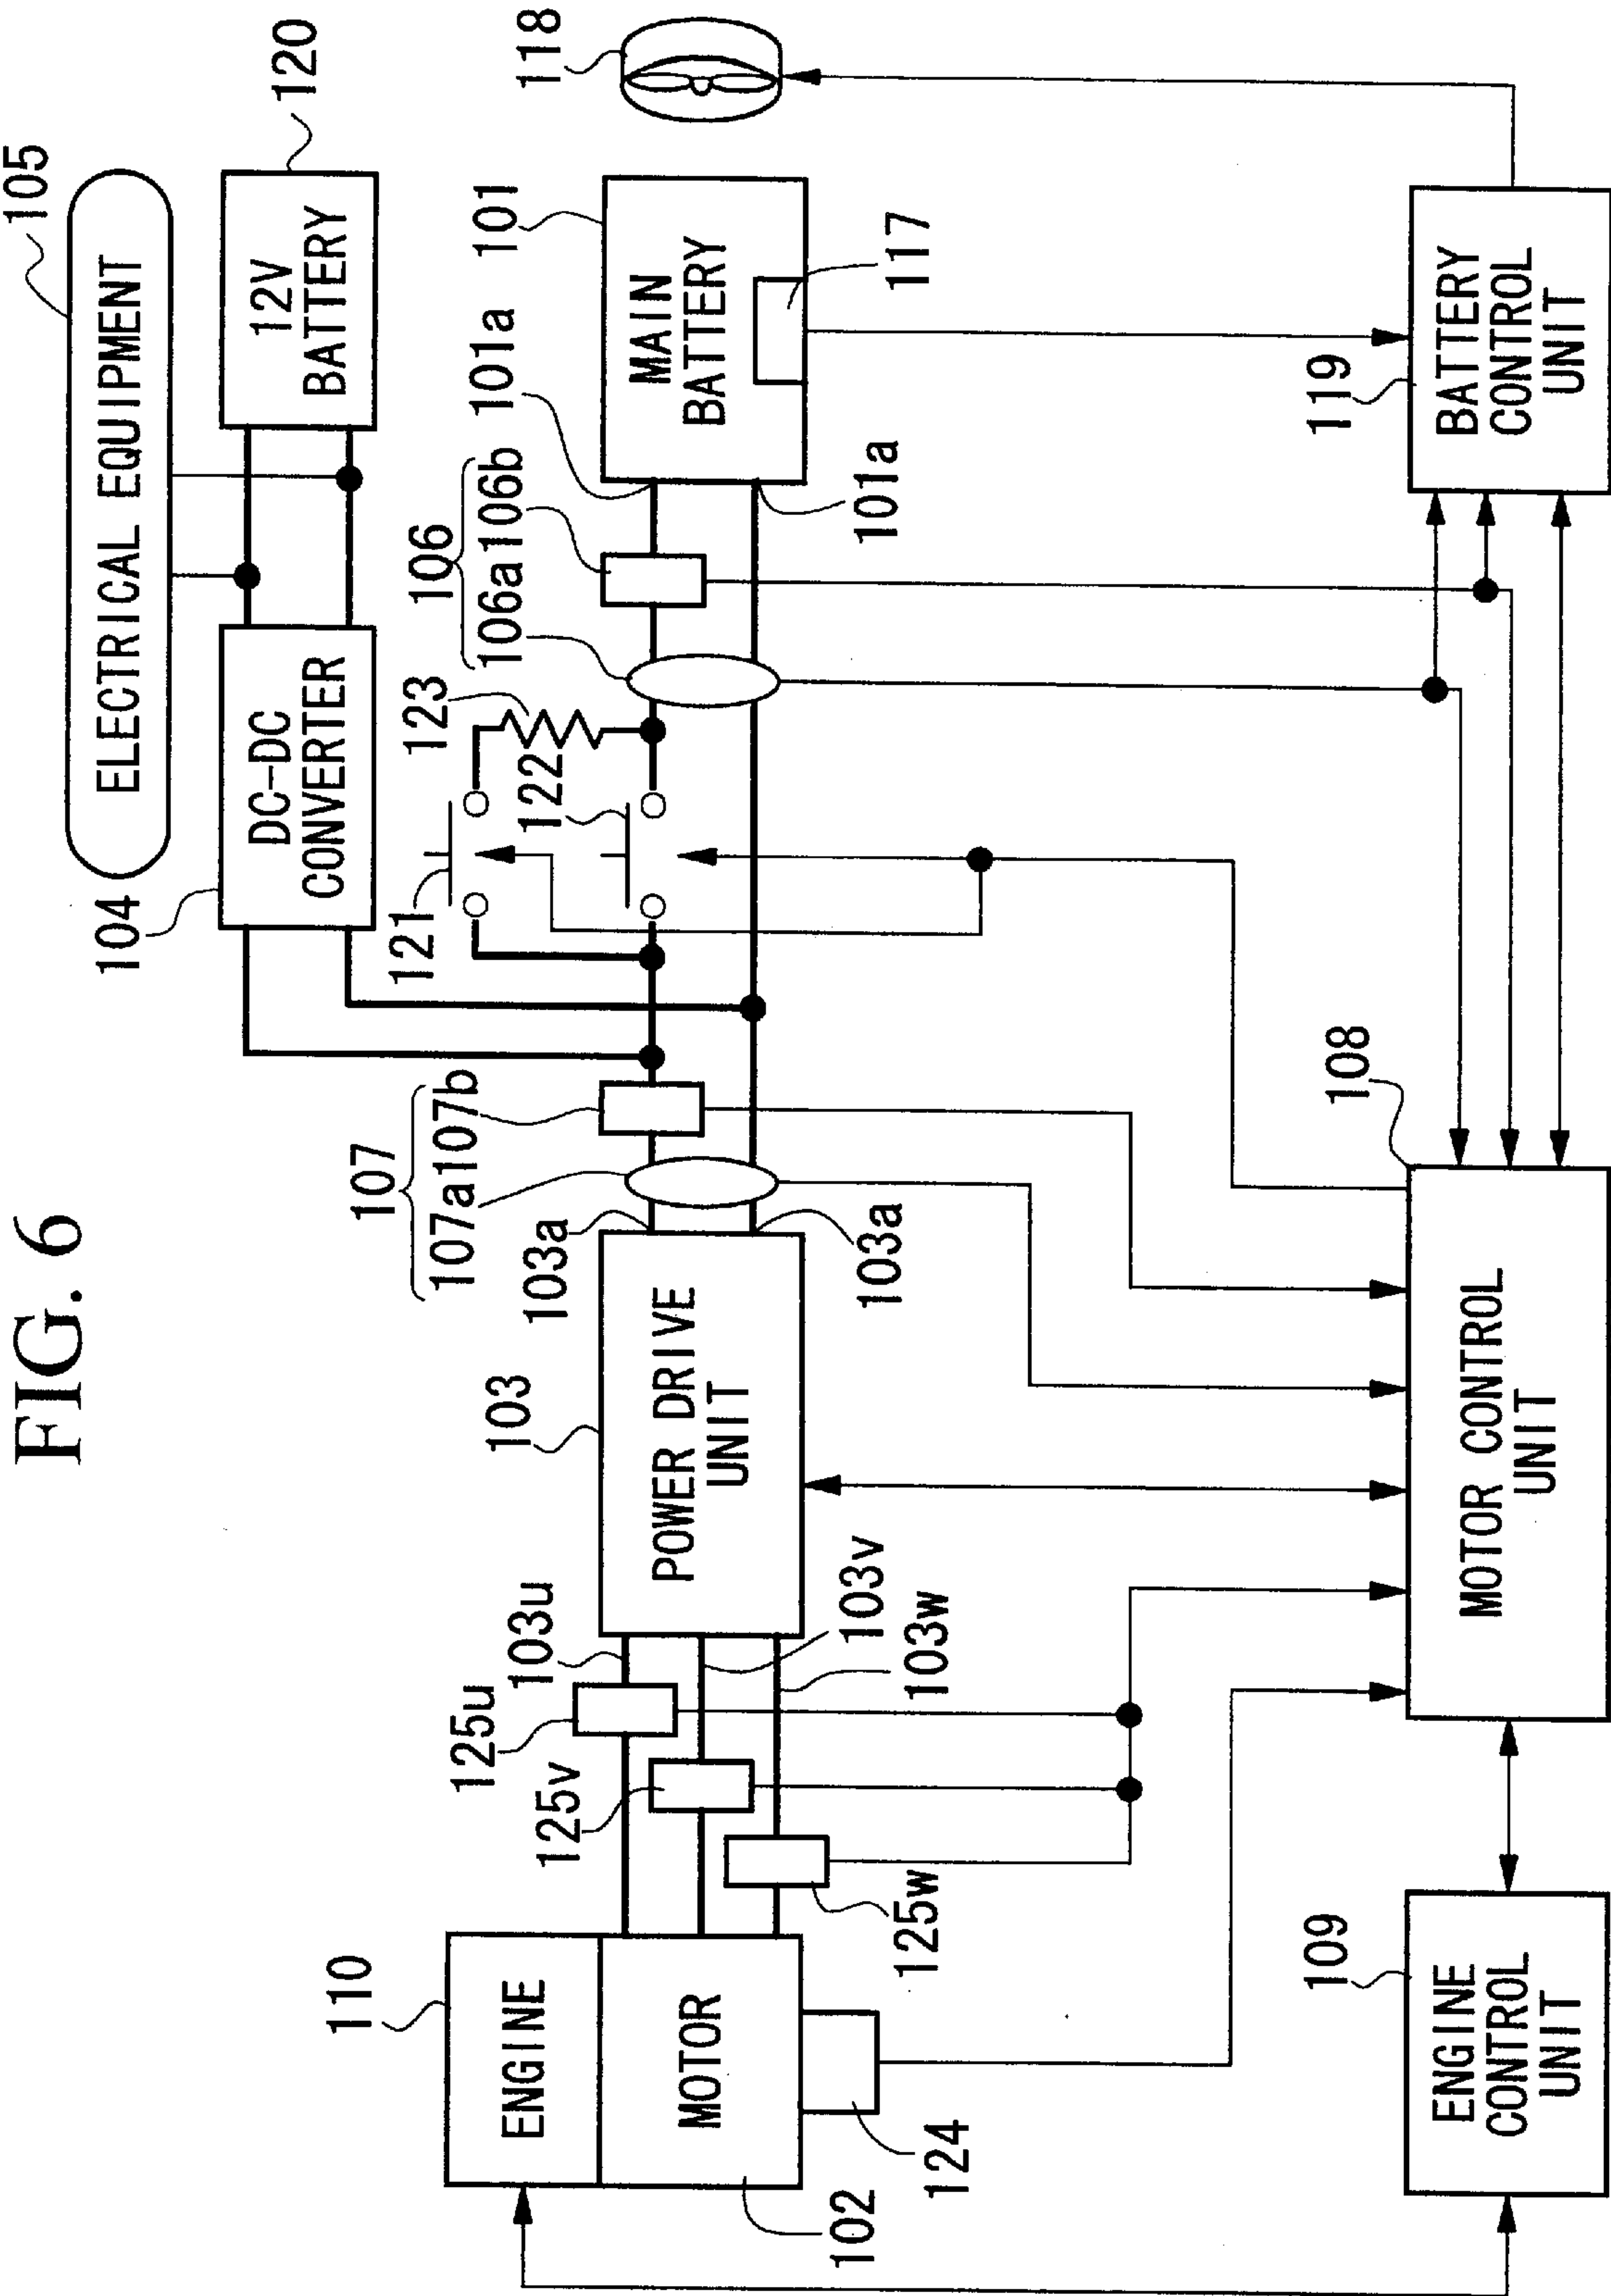 FIG. 6
105
ELECTRICAL EQUIPMENT
104
DC-DC
CONVERTER
12V
BATTERY
120
110
ENGINE
MOTOR
102
124
125u
125v
125w
103u
103v
103w
103
POWER DRIVE
UNIT
103a
103a
107
107a
107b
121
122
123
106
106a
106b
101a
101a
101
MAIN
BATTERY
117
118
109
ENGINE
CONTROL
UNIT
108
MOTOR CONTROL
UNIT
119
BATTERY
CONTROL
UNIT